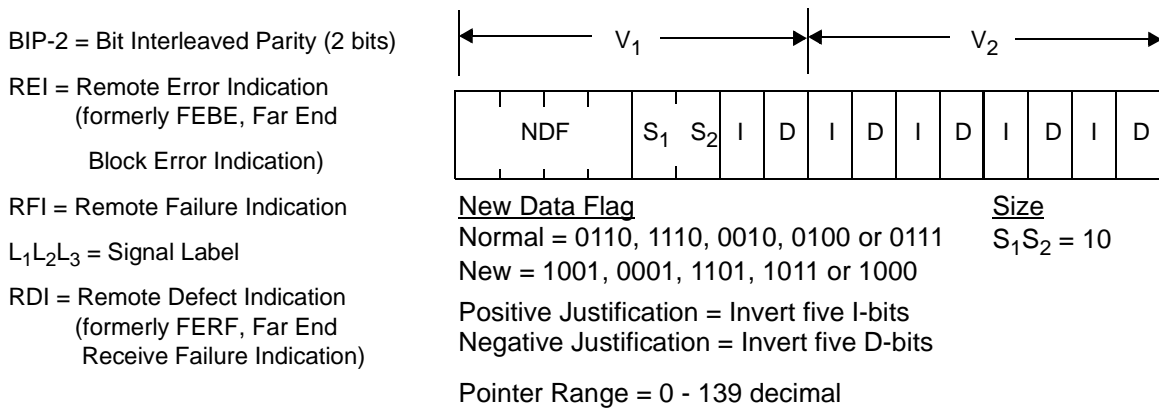 BIP-2 = Bit Interleaved Parity (2 bits)
REI = Remote Error Indication
(formerly FEBE, Far End
Block Error Indication)
RFI = Remote Failure Indication
L₁L₂L₃ = Signal Label
RDI = Remote Defect Indication
(formerly FERF, Far End
Receive Failure Indication)
V₁ V₂
NDF S₁ S₂ I D I D I D I D I D
New Data Flag
Normal = 0110, 1110, 0010, 0100 or 0111
New = 1001, 0001, 1101, 1011 or 1000
Size
S₁S₂ = 10
Positive Justification = Invert five I-bits
Negative Justification = Invert five D-bits
Pointer Range = 0 - 139 decimal